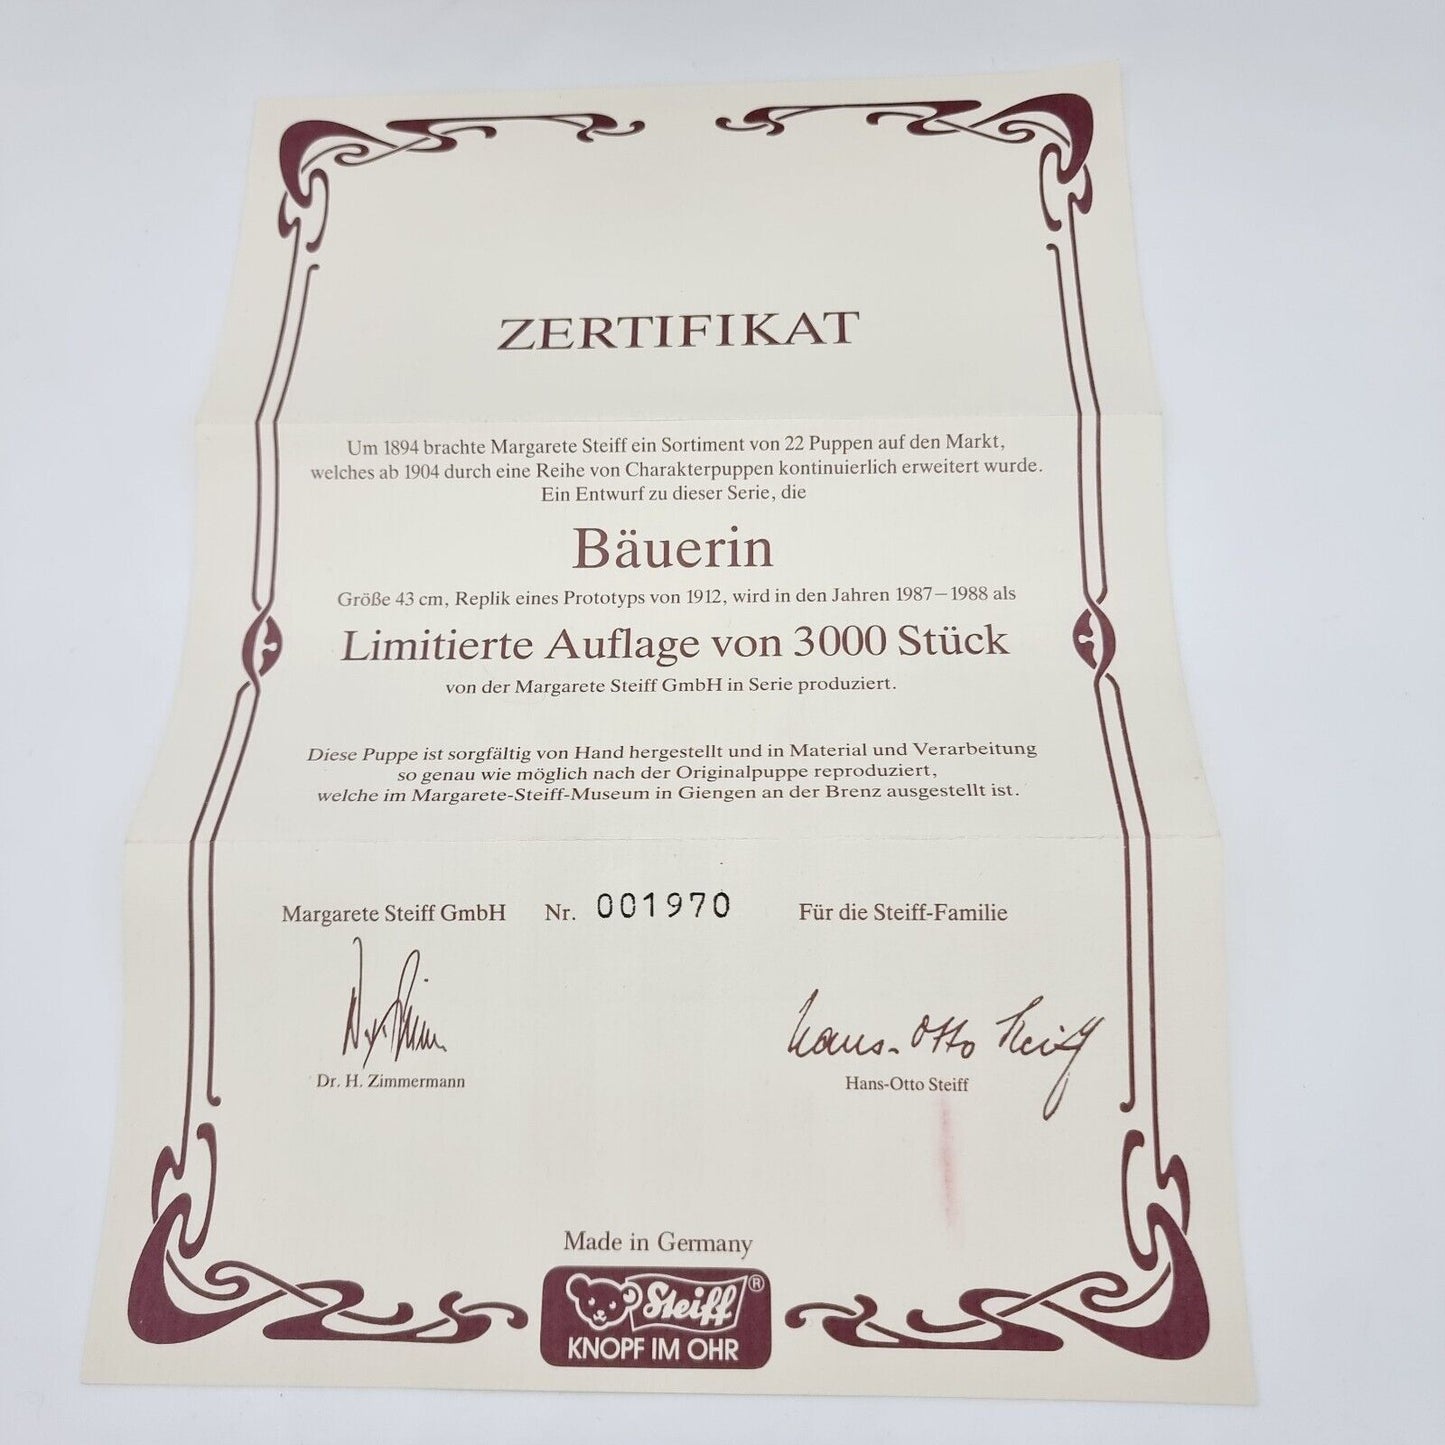 ZERTIFIKAT
Um 1894 brachte Margarete Steiff ein Sortiment von 22 Puppen auf den Markt,
welches ab 1904 durch eine Reihe von Charakterpuppen kontinuierlich erweitert wurde.
Ein Entwurf zu dieser Serie, die
Bäuerin
Größe 43 cm, Replik eines Prototyps von 1912, wird in den Jahren 1987–1988 als
Limitierte Auflage von 3000 Stück
von der Margarete Steiff GmbH in Serie produziert.
Diese Puppe ist sorgfältig von Hand hergestellt und in Material und Verarbeitung
so genau wie möglich nach der Originalpuppe reproduziert,
welche im Margarete-Steiff-Museum in Giengen an der Brenz ausgestellt ist.
Margarete Steiff GmbH Nr. 001970 Für die Steiff-Familie
Hans-Otto Steiff
Dr. H. Zimmermann Hans-Otto Steiff
Made in Germany
Steiff ®
KNOPF IM OHR